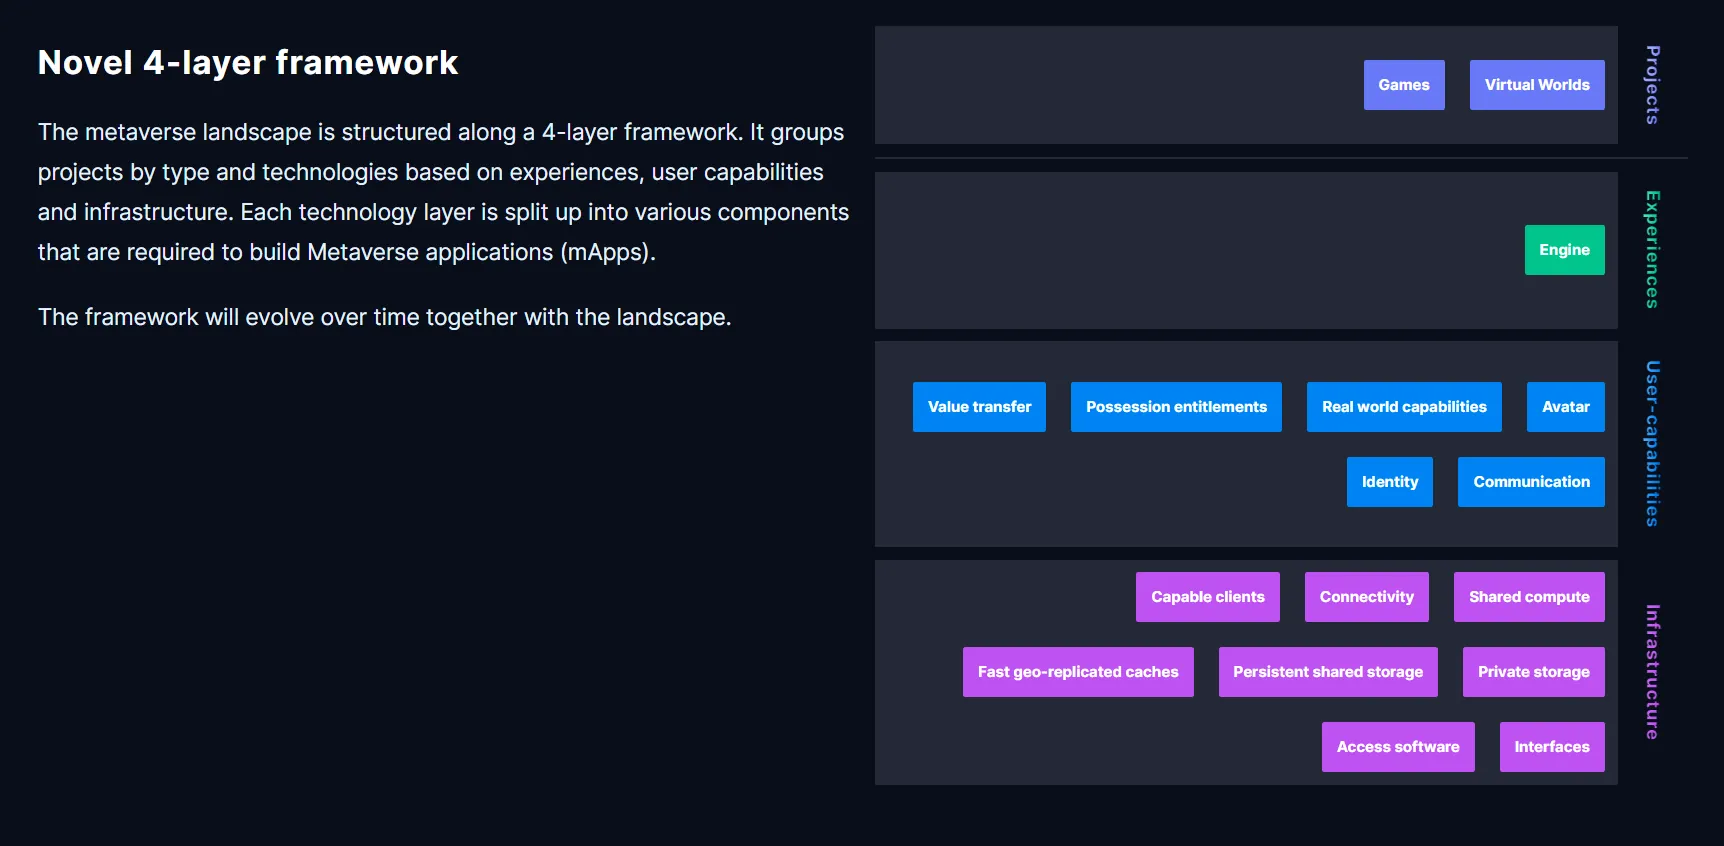 Novel 4-layer framework
The metaverse landscape is structured along a 4-layer framework. It groups
projects by type and technologies based on experiences, user capabilities
and infrastructure. Each technology layer is split up into various components
that are required to build Metaverse applications (mApps).
The framework will evolve over time together with the landscape.
Games
Virtual Worlds
Projects
Engine
Experiences
Value transfer
Possession entitlements
Real world capabilities
Avatar
Identity
Communication
User-capabilities
Capable clients
Connectivity
Shared compute
Fast geo-replicated caches
Persistent shared storage
Private storage
Access software
Interfaces
Infrastructure